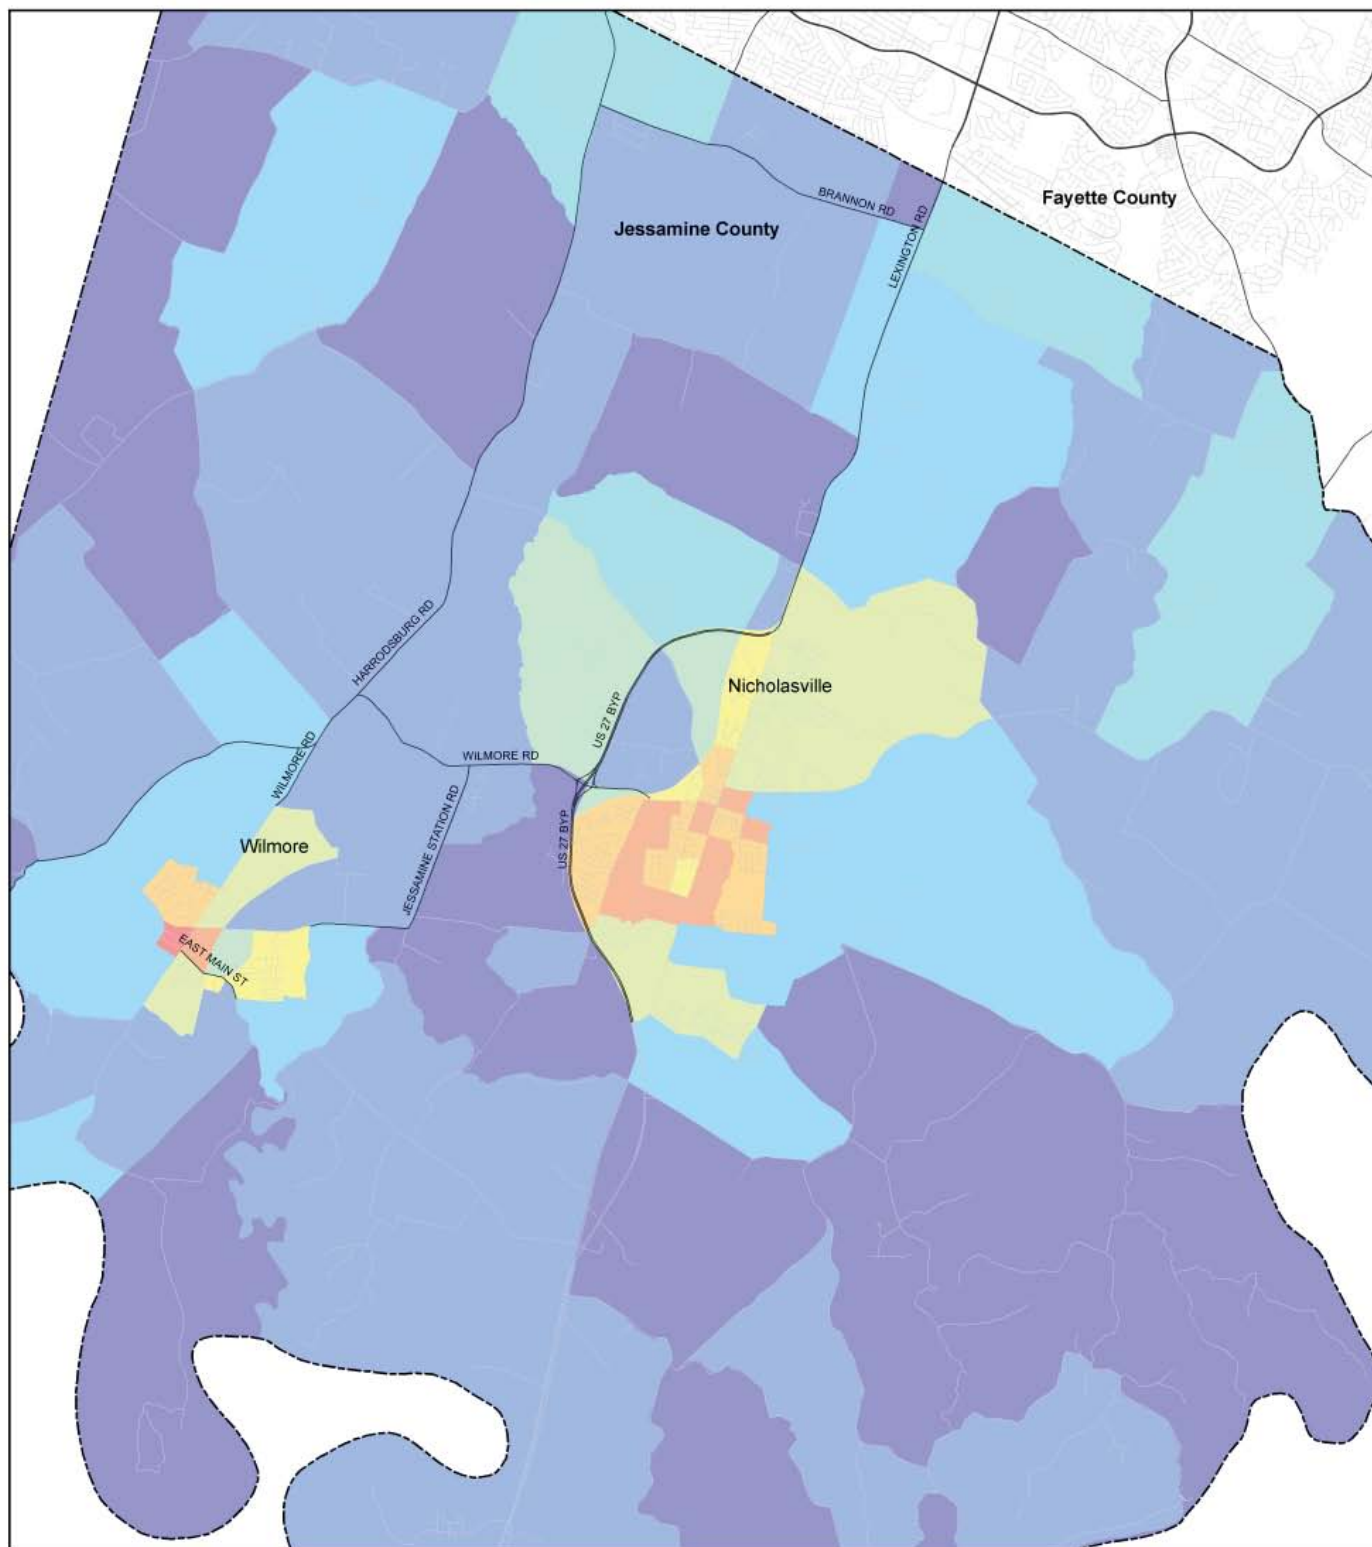 Fayette County
BRANNON RD
Jessamine County
LEXINGTON RD
HARRODSBURG RD
Nicholasville
US 27 BYP
WILMORE RD
WILMORE RD
JESSAMINE STATION RD
US 27 BYP
Wilmore
EAST MAIN ST